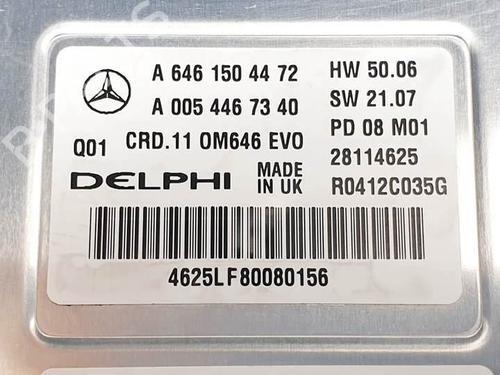 A 646 150 44 72 HW 50.06
A 005 446 73 40 SW 21.07
Q01 CRD.11 OM646 EVO PD 08 M01
28114625
DELPHI MADE IN UK R0412C035G
4625LF80080156